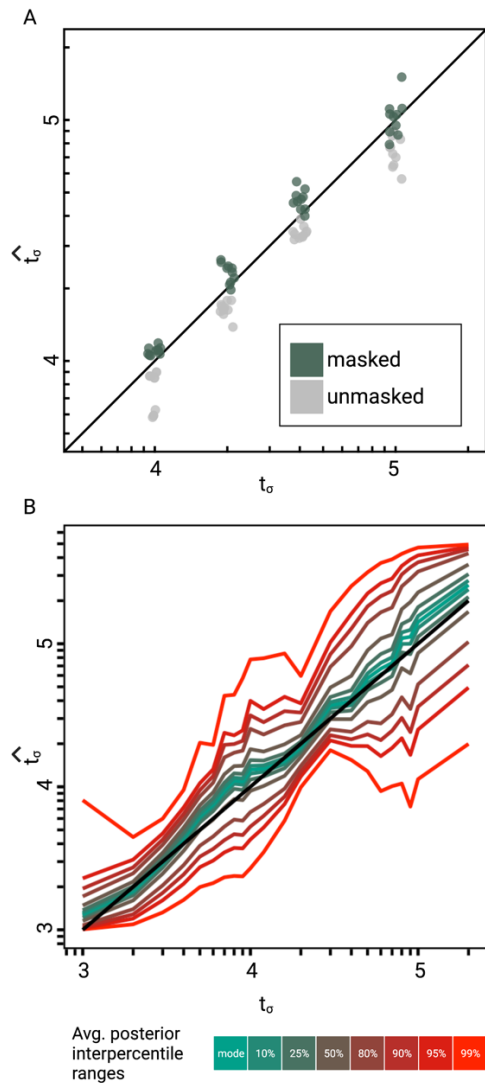 A
5
4
t̂σ
masked
unmasked
4 5
tσ
B
5
4
3
t̂σ
3 4 5
tσ
Avg. posterior
interpercentile
ranges
mode 10% 25% 50% 80% 90% 95% 99%